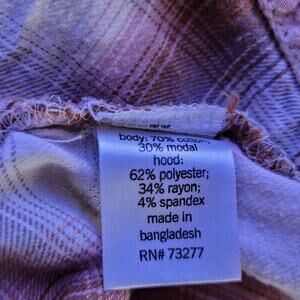 body: 70% cotton,
30% modal
hood:
62% polyester;
34% rayon;
4% spandex
made in
bangladesh
RN# 73277